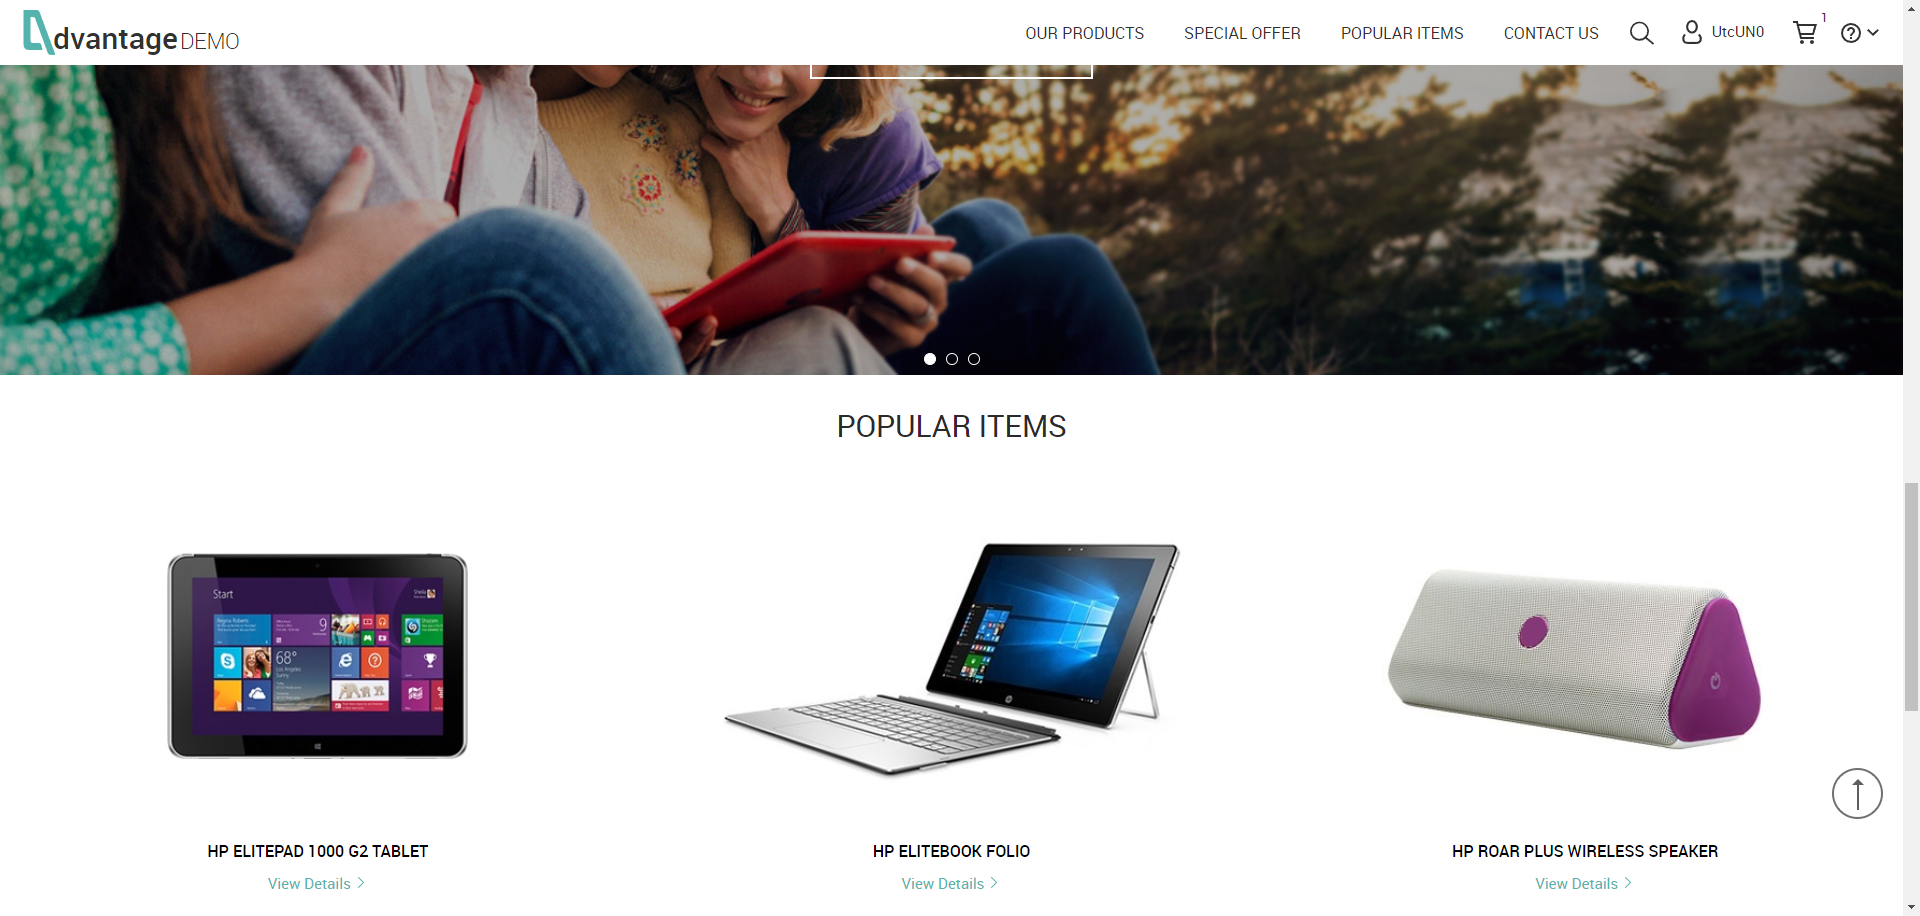 dvantage DEMO
OUR PRODUCTS
SPECIAL OFFER
POPULAR ITEMS
CONTACT US
UtcUN0
1
POPULAR ITEMS
Start
9
68°
HP ELITEPAD 1000 G2 TABLET
View Details
HP ELITEBOOK FOLIO
View Details
HP ROAR PLUS WIRELESS SPEAKER
View Details